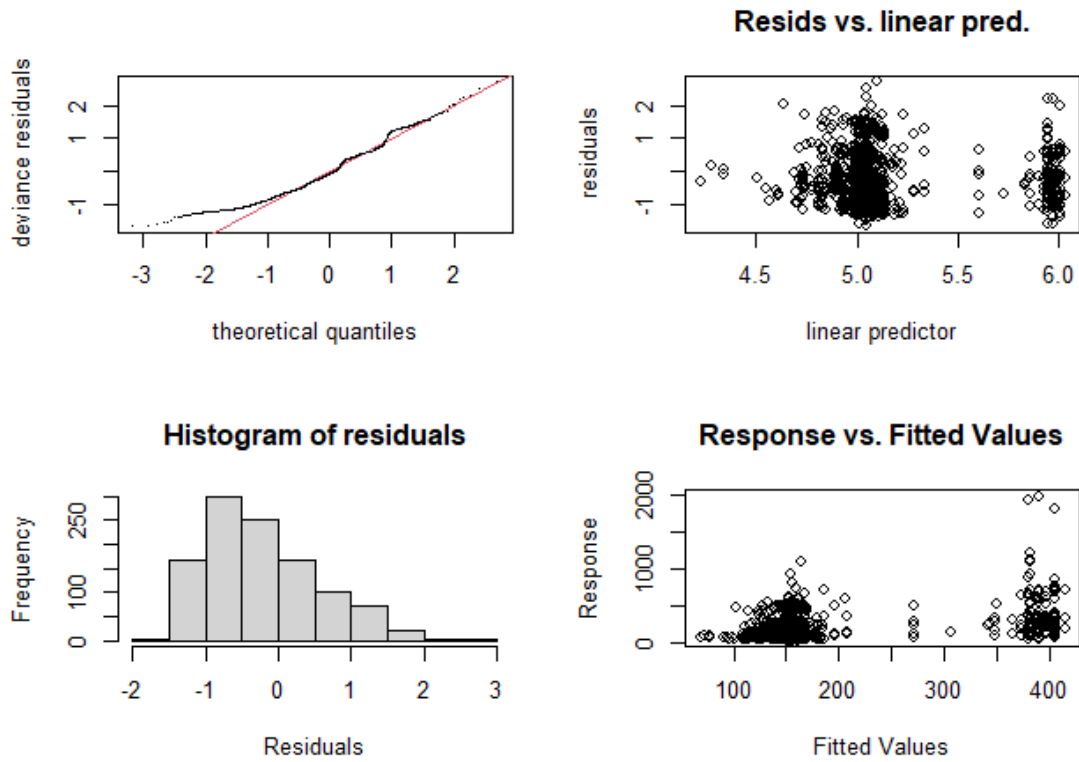 deviance residuals
2
1
-1
-3
-2
-1
0
1
2
theoretical quantiles
Resids vs. linear pred.
residuals
2
1
-1
4.5
5.0
5.5
6.0
linear predictor
Histogram of residuals
Frequency
250
100
0
-2
-1
0
1
2
3
Residuals
Response vs. Fitted Values
Response
2000
1000
0
100
200
300
400
Fitted Values